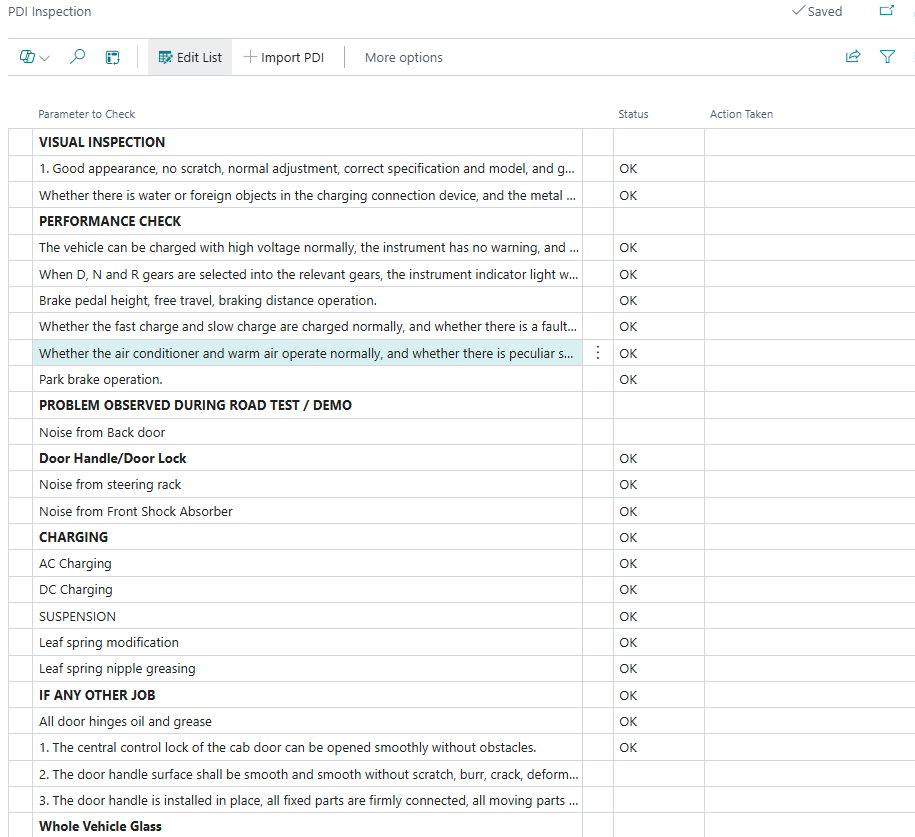 PDI Inspection
Saved
Edit List
Import PDI
More options
Parameter to Check Status Action Taken
VISUAL INSPECTION
1. Good appearance, no scratch, normal adjustment, correct specification and model, and g... OK
Whether there is water or foreign objects in the charging connection device, and the metal ... OK
PERFORMANCE CHECK
The vehicle can be charged with high voltage normally, the instrument has no warning, and ... OK
When D, N and R gears are selected into the relevant gears, the instrument indicator light w... OK
Brake pedal height, free travel, braking distance operation. OK
Whether the fast charge and slow charge are charged normally, and whether there is a fault... OK
Whether the air conditioner and warm air operate normally, and whether there is peculiar s... OK
Park brake operation. OK
PROBLEM OBSERVED DURING ROAD TEST / DEMO
Noise from Back door
Door Handle/Door Lock OK
Noise from steering rack OK
Noise from Front Shock Absorber OK
CHARGING OK
AC Charging OK
DC Charging OK
SUSPENSION OK
Leaf spring modification OK
Leaf spring nipple greasing OK
IF ANY OTHER JOB OK
All door hinges oil and grease OK
1. The central control lock of the cab door can be opened smoothly without obstacles. OK
2. The door handle surface shall be smooth and smooth without scratch, burr, crack, deform...
3. The door handle is installed in place, all fixed parts are firmly connected, all moving parts ...
Whole Vehicle Glass